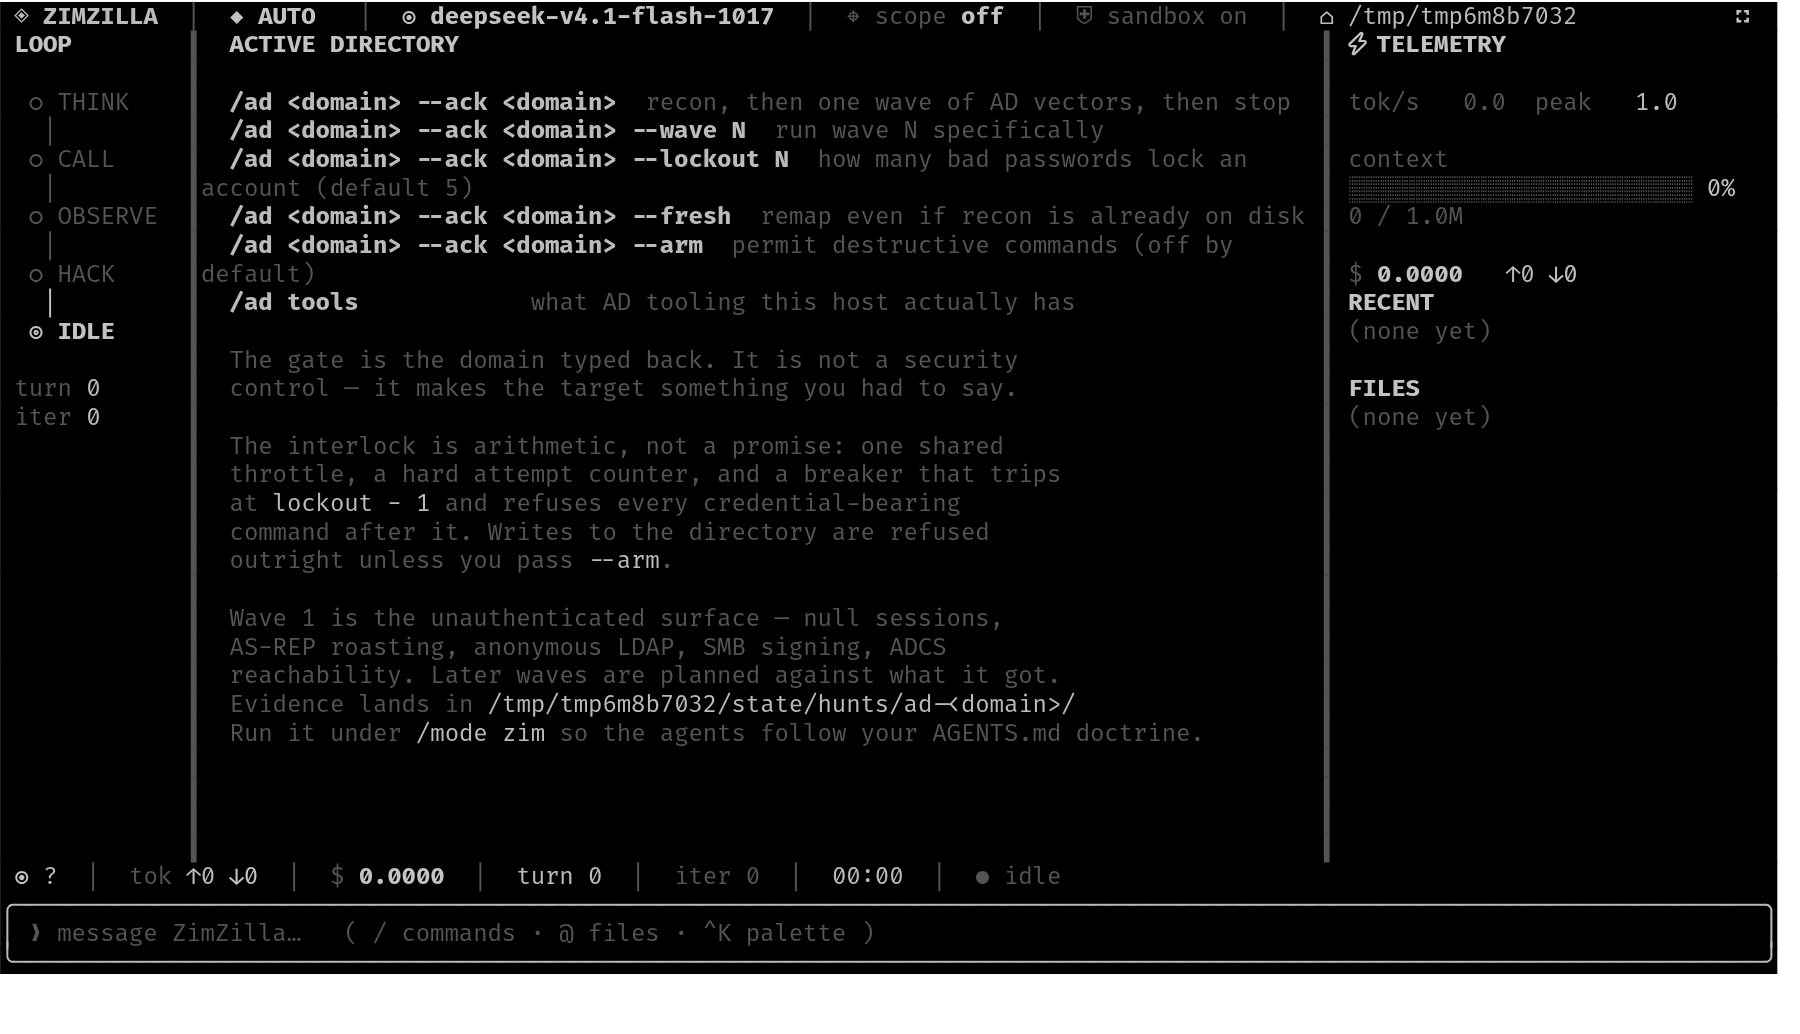 ◈ ZIMZILLA │ ◆ AUTO │ ◉ deepseek-v4.1-flash-1017 │ ⌖ scope off │ ⛨ sandbox on │ ⌂ /tmp/tmp6m8b7032 ⛶
LOOP
○ THINK
○ CALL
○ OBSERVE
○ HACK
◉ IDLE
turn 0
iter 0
ACTIVE DIRECTORY
/ad <domain> --ack <domain>  recon, then one wave of AD vectors, then stop
/ad <domain> --ack <domain> --wave N  run wave N specifically
/ad <domain> --ack <domain> --lockout N  how many bad passwords lock an
account (default 5)
/ad <domain> --ack <domain> --fresh  remap even if recon is already on disk
/ad <domain> --ack <domain> --arm  permit destructive commands (off by
default)
/ad tools            what AD tooling this host actually has
The gate is the domain typed back. It is not a security
control — it makes the target something you had to say.
The interlock is arithmetic, not a promise: one shared
throttle, a hard attempt counter, and a breaker that trips
at lockout - 1 and refuses every credential-bearing
command after it. Writes to the directory are refused
outright unless you pass --arm.
Wave 1 is the unauthenticated surface — null sessions,
AS-REP roasting, anonymous LDAP, SMB signing, ADCS
reachability. Later waves are planned against what it got.
Evidence lands in /tmp/tmp6m8b7032/state/hunts/ad-<domain>/
Run it under /mode zim so the agents follow your AGENTS.md doctrine.
⚡ TELEMETRY
tok/s   0.0  peak   1.0
context
0%
0 / 1.0M
$ 0.0000   ↑0 ↓0
RECENT
(none yet)
FILES
(none yet)
◉ ? │ tok ↑0 ↓0 │ $ 0.0000 │ turn 0 │ iter 0 │ 00:00 │ ● idle
❫ message ZimZilla…   ( / commands · @ files · ^K palette )